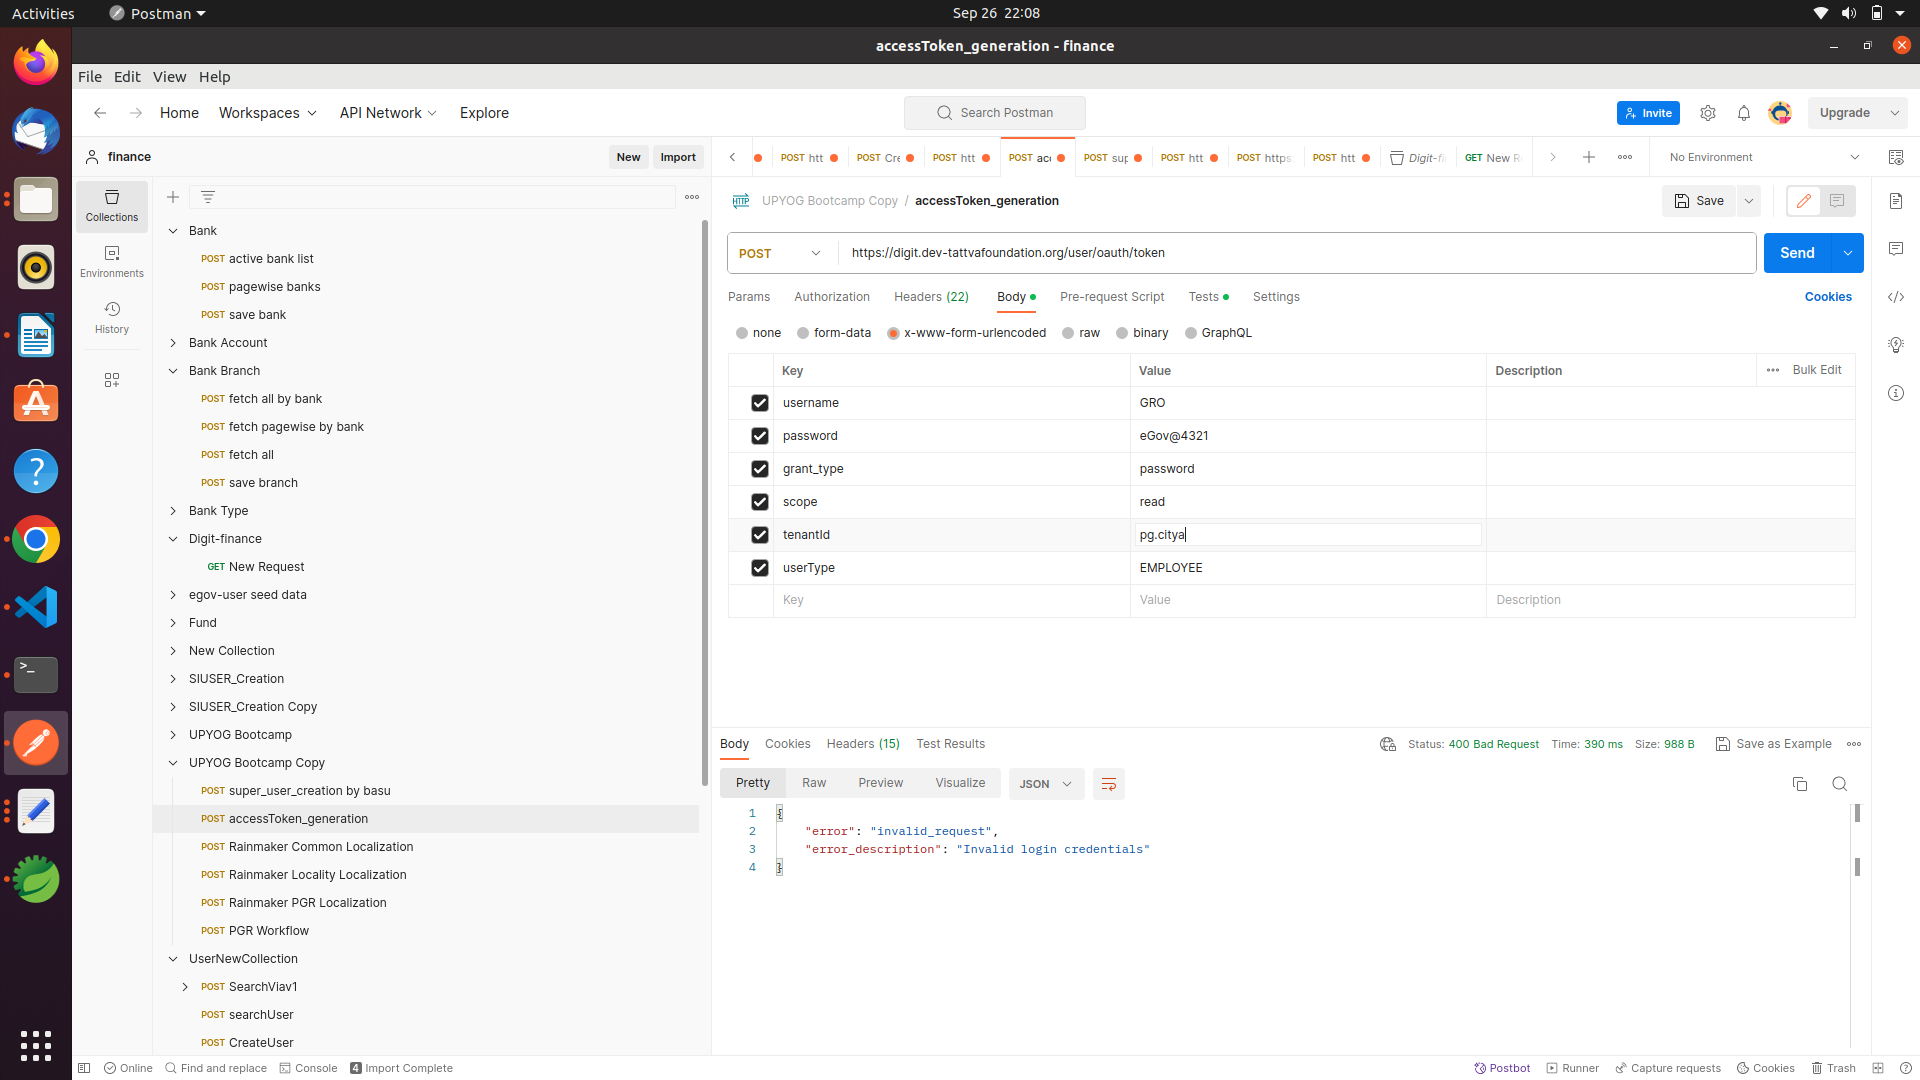 Activities Postman Sep 26 22:08
accessToken_generation - finance
File Edit View Help
Home Workspaces API Network Explore Search Postman Invite Upgrade
finance New Import POST htt POST Cre POST htt POST acc POST sup POST htt POST https POST htt Digit-fi GET New R No Environment
Collections
Environments
History
Bank
POST active bank list
POST pagewise banks
POST save bank
Bank Account
Bank Branch
POST fetch all by bank
POST fetch pagewise by bank
POST fetch all
POST save branch
Bank Type
Digit-finance
GET New Request
egov-user seed data
Fund
New Collection
SIUSER_Creation
SIUSER_Creation Copy
UPYOG Bootcamp
UPYOG Bootcamp Copy
POST super_user_creation by basu
POST accessToken_generation
POST Rainmaker Common Localization
POST Rainmaker Locality Localization
POST Rainmaker PGR Localization
POST PGR Workflow
UserNewCollection
POST SearchViav1
POST searchUser
POST CreateUser
HTTP UPYOG Bootcamp Copy / accessToken_generation Save
POST https://digit.dev-tattvafoundation.org/user/oauth/token Send
Params Authorization Headers (22) Body Pre-request Script Tests Settings Cookies
none form-data x-www-form-urlencoded raw binary GraphQL
Key Value Description Bulk Edit
username GRO
password eGov@4321
grant_type password
scope read
tenantId pg.citya
userType EMPLOYEE
Key Value Description
Body Cookies Headers (15) Test Results Status: 400 Bad Request Time: 390 ms Size: 988 B Save as Example
Pretty Raw Preview Visualize JSON
1 {
2 "error": "invalid_request",
3 "error_description": "Invalid login credentials"
4 }
Online Find and replace Console 4 Import Complete Postbot Runner Capture requests Cookies Trash